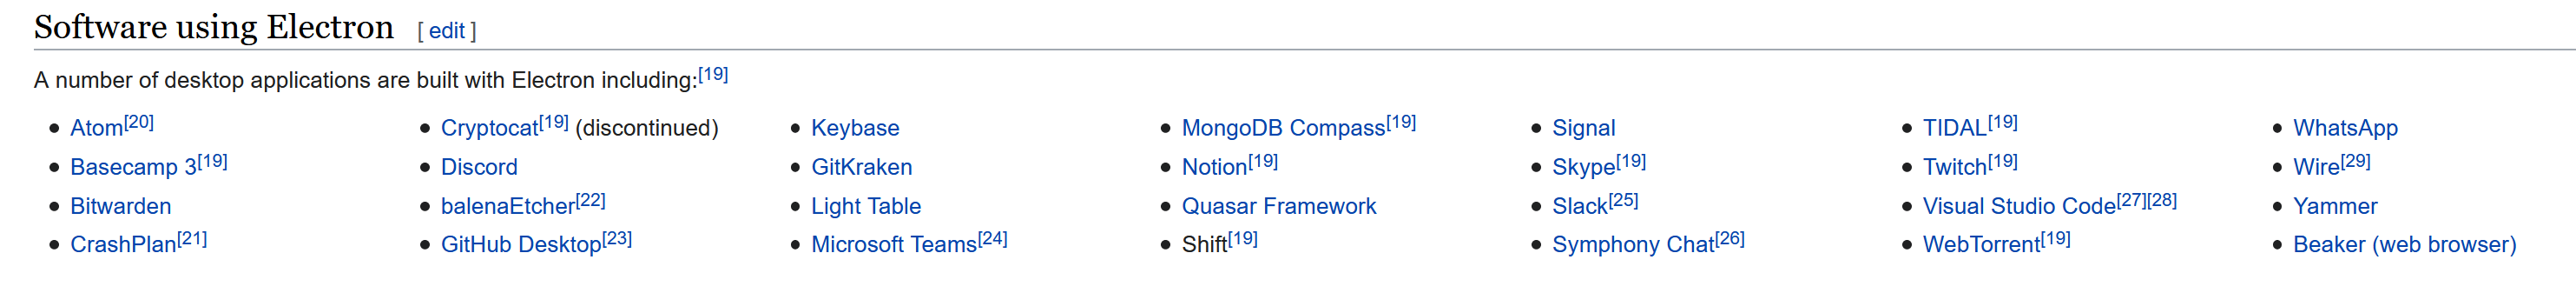 Software using Electron [ edit ]
A number of desktop applications are built with Electron including:[19]
• Atom[20]
• Basecamp 3[19]
• Bitwarden
• CrashPlan[21]
• Cryptocat[19] (discontinued)
• Discord
• balenaEtcher[22]
• GitHub Desktop[23]
• Keybase
• GitKraken
• Light Table
• Microsoft Teams[24]
• MongoDB Compass[19]
• Notion[19]
• Quasar Framework
• Shift[19]
• Signal
• Skype[19]
• Slack[25]
• Symphony Chat[26]
• TIDAL[19]
• Twitch[19]
• Visual Studio Code[27][28]
• WebTorrent[19]
• WhatsApp
• Wire[29]
• Yammer
• Beaker (web browser)